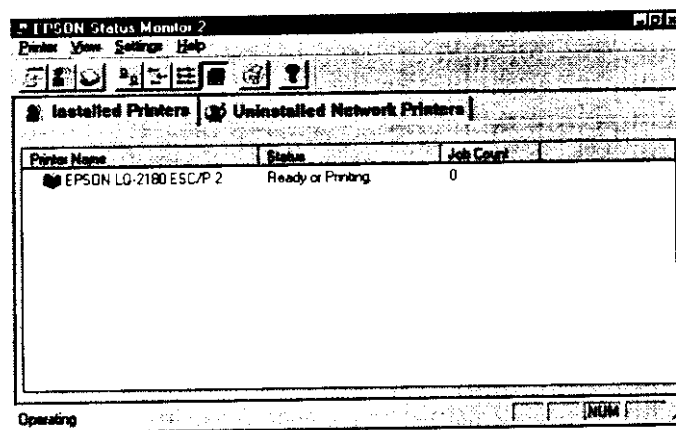 EPSON Status Monitor 2
Printer View Settings Help
Installed Printers Uninstalled Network Printers
Printer Name Status Job Count
EPSON LQ-2180 ESC/P 2 Ready or Printing 0
Operating NUM